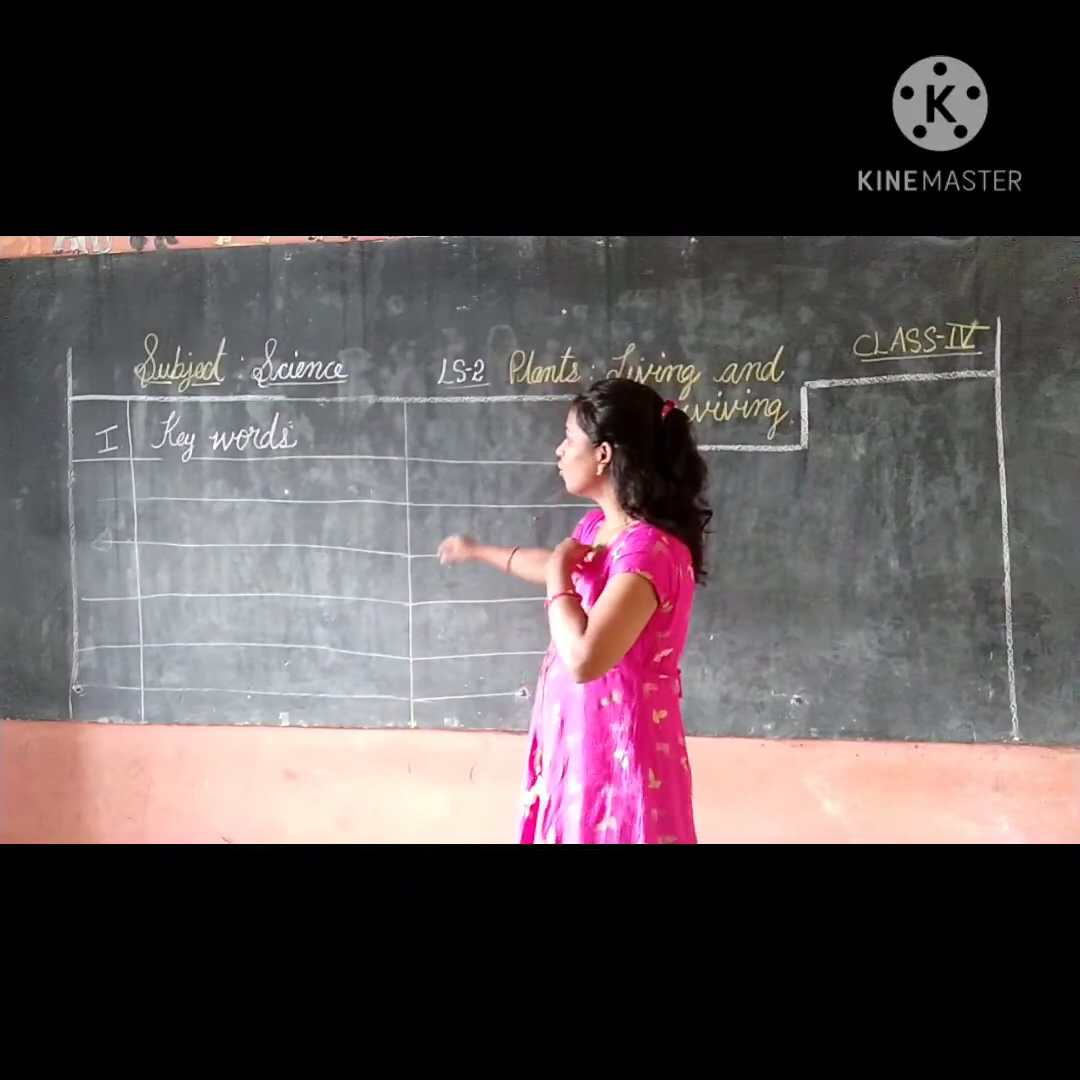 KINEMASTER
CLASS-IV
Subject : Science LS-2 Plants : Living and
I Key words: